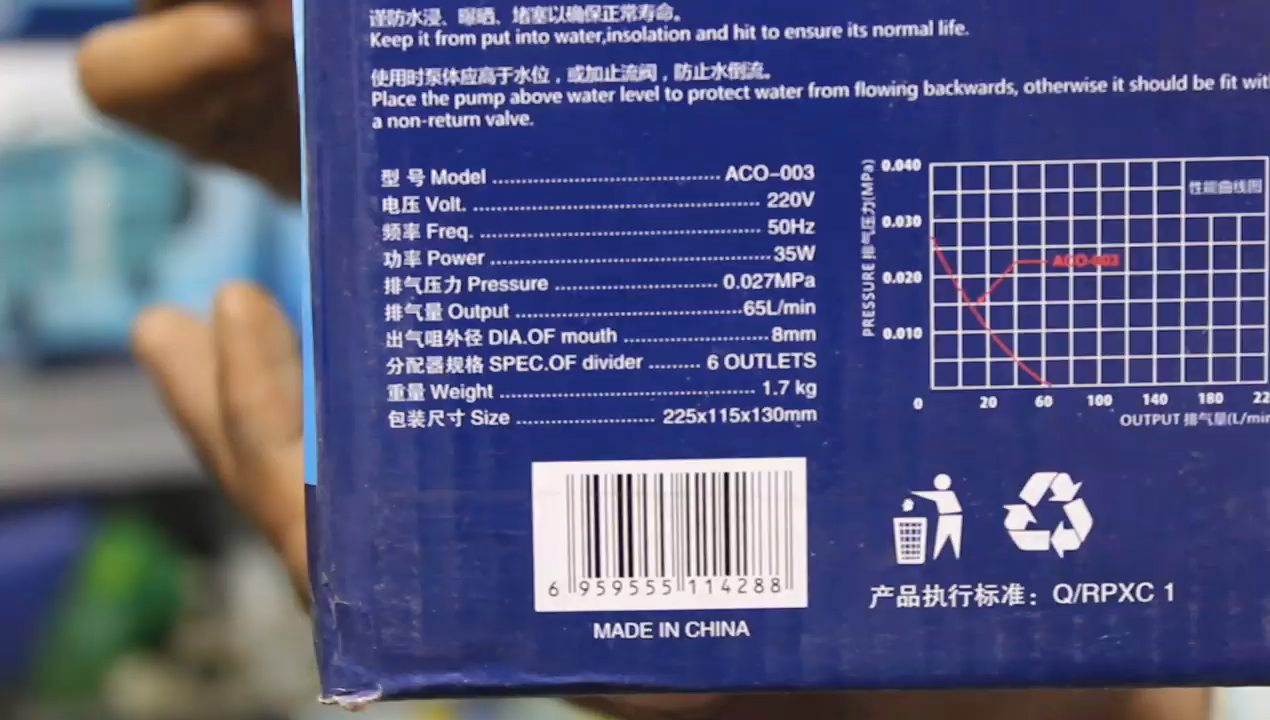 谨防水浸、曝晒、堵塞以确保正常寿命。
Keep it from put into water,insolation and hit to ensure its normal life.
使用时泵体应高于水位，或加止流阀，防止水倒流。
Place the pump above water level to protect water from flowing backwards, otherwise it should be fit with
a non-return valve.
型 号 Model ACO-003
电压 Volt. 220V
频率 Freq. 50Hz
功率 Power 35W
排气压力 Pressure 0.027MPa
排气量 Output 65L/min
出气咀外径 DIA.OF mouth 8mm
分配器规格 SPEC.OF divider 6 OUTLETS
重量 Weight 1.7 kg
包装尺寸 Size 225x115x130mm
PRESSURE 排气压力(MPa)
0.040
0.030
0.020
0.010
性能曲线图
ACO-003
0 20 60 100 140 180 22
OUTPUT 排气量(L/min
6 959555 114288
MADE IN CHINA
产品执行标准：Q/RPXC 1